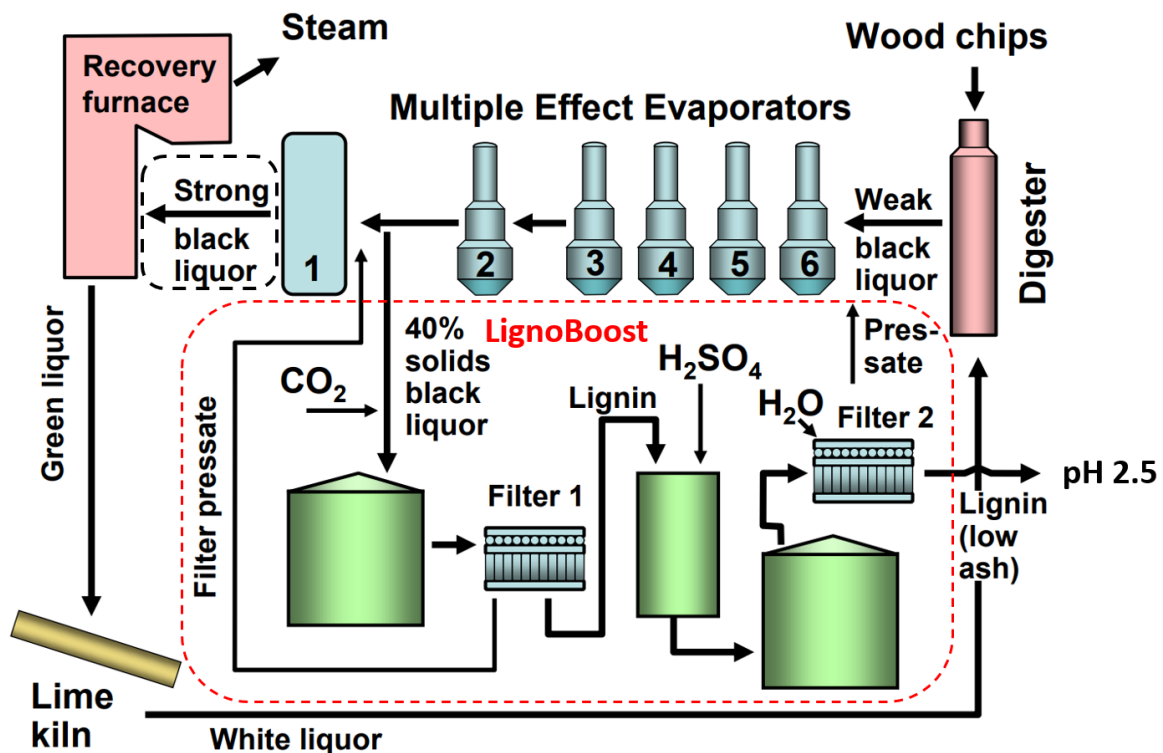 Steam
Wood chips
Recovery
furnace
Multiple Effect Evaporators
Strong
black
liquor
1
2
3
4
5
6
Weak
black
liquor
Digester
Green liquor
LignoBoost
40%
solids
black
liquor
CO₂
Filter pressate
Filter 1
Lignin
H₂SO₄
Pres-
sate
H₂O
Filter 2
pH 2.5
Lignin
(low
ash)
Lime
kiln
White liquor